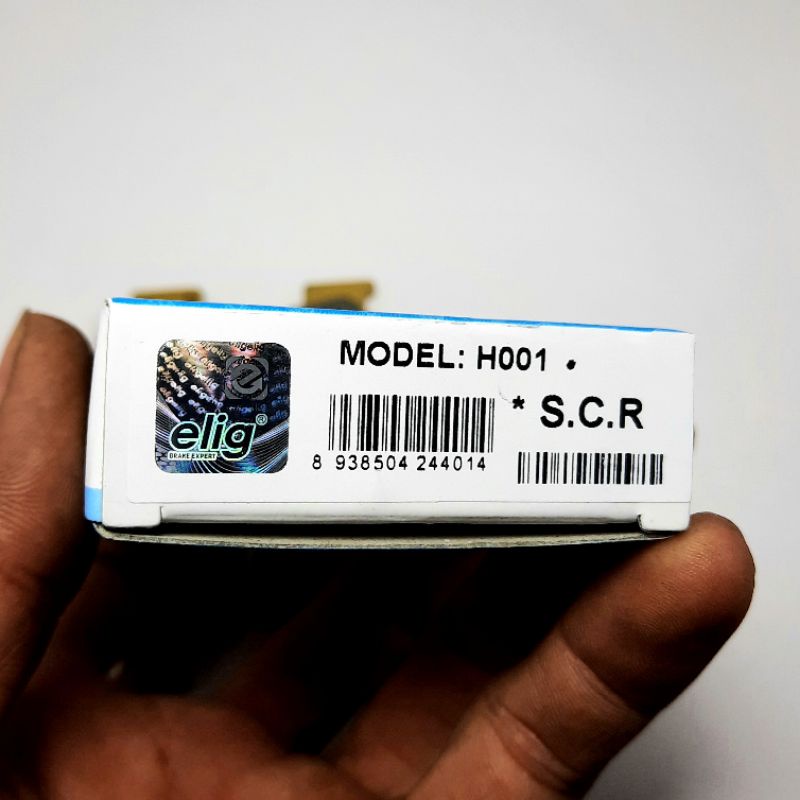 MODEL: H001
* S.C.R
8 938504 244014
elig®
BRAKE EXPERT